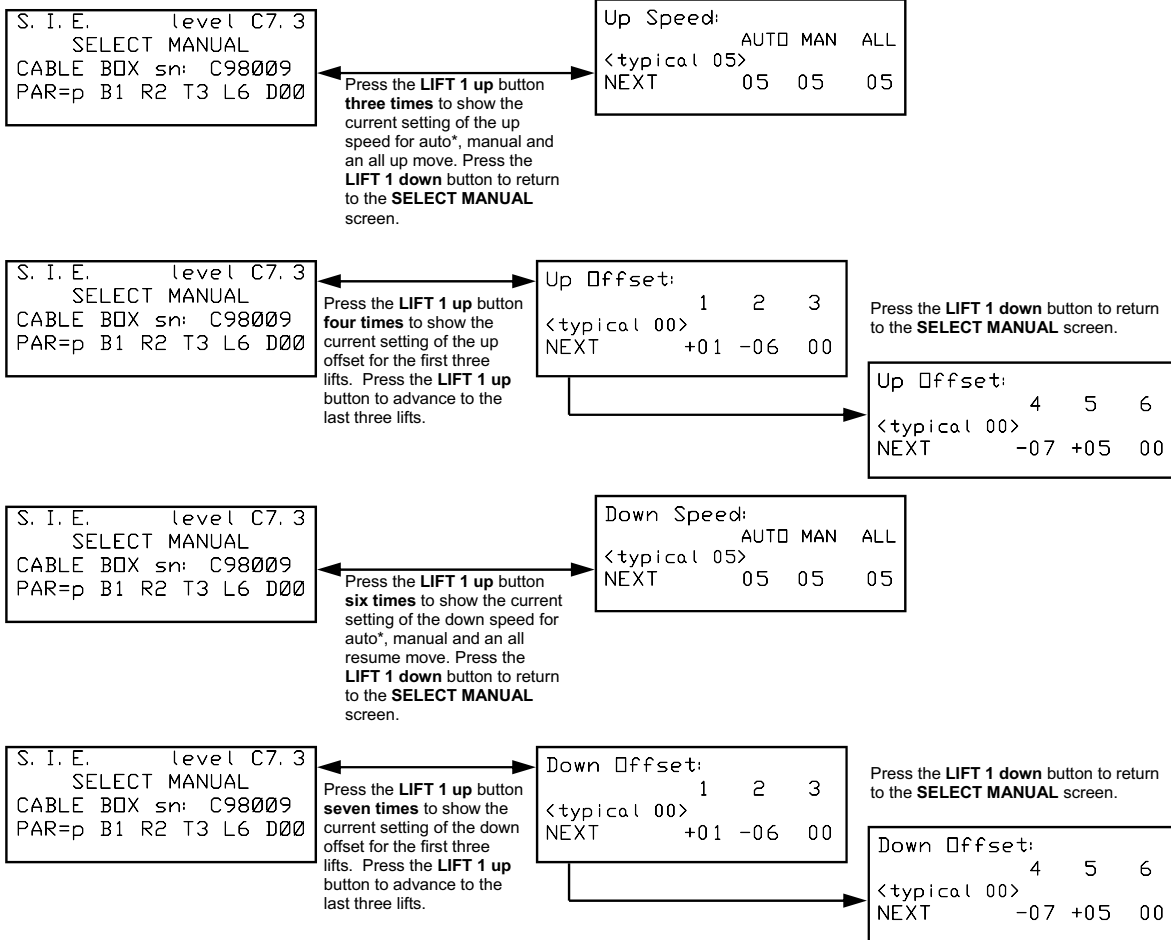 S. I. E. level C7.3
SELECT MANUAL
CABLE BOX sn: C98009
PAR=p B1 R2 T3 L6 D00
Press the LIFT 1 up button
three times to show the
current setting of the up
speed for auto*, manual and
an all up move. Press the
LIFT 1 down button to return
to the SELECT MANUAL
screen.
Up Speed:
AUTO MAN ALL
<typical 05>
NEXT 05 05 05
S. I. E. level C7.3
SELECT MANUAL
CABLE BOX sn: C98009
PAR=p B1 R2 T3 L6 D00
Press the LIFT 1 up button
four times to show the
current setting of the up
offset for the first three
lifts. Press the LIFT 1 up
button to advance to the
last three lifts.
Up Offset:
1 2 3
<typical 00>
NEXT +01 -06 00
Press the LIFT 1 down button to return
to the SELECT MANUAL screen.
Up Offset:
4 5 6
<typical 00>
NEXT -07 +05 00
S. I. E. level C7.3
SELECT MANUAL
CABLE BOX sn: C98009
PAR=p B1 R2 T3 L6 D00
Press the LIFT 1 up button
six times to show the current
setting of the down speed for
auto*, manual and an all
resume move. Press the
LIFT 1 down button to return
to the SELECT MANUAL
screen.
Down Speed:
AUTO MAN ALL
<typical 05>
NEXT 05 05 05
S. I. E. level C7.3
SELECT MANUAL
CABLE BOX sn: C98009
PAR=p B1 R2 T3 L6 D00
Press the LIFT 1 up button
seven times to show the
current setting of the down
offset for the first three
lifts. Press the LIFT 1 up
button to advance to the
last three lifts.
Down Offset:
1 2 3
<typical 00>
NEXT +01 -06 00
Press the LIFT 1 down button to return
to the SELECT MANUAL screen.
Down Offset:
4 5 6
<typical 00>
NEXT -07 +05 00